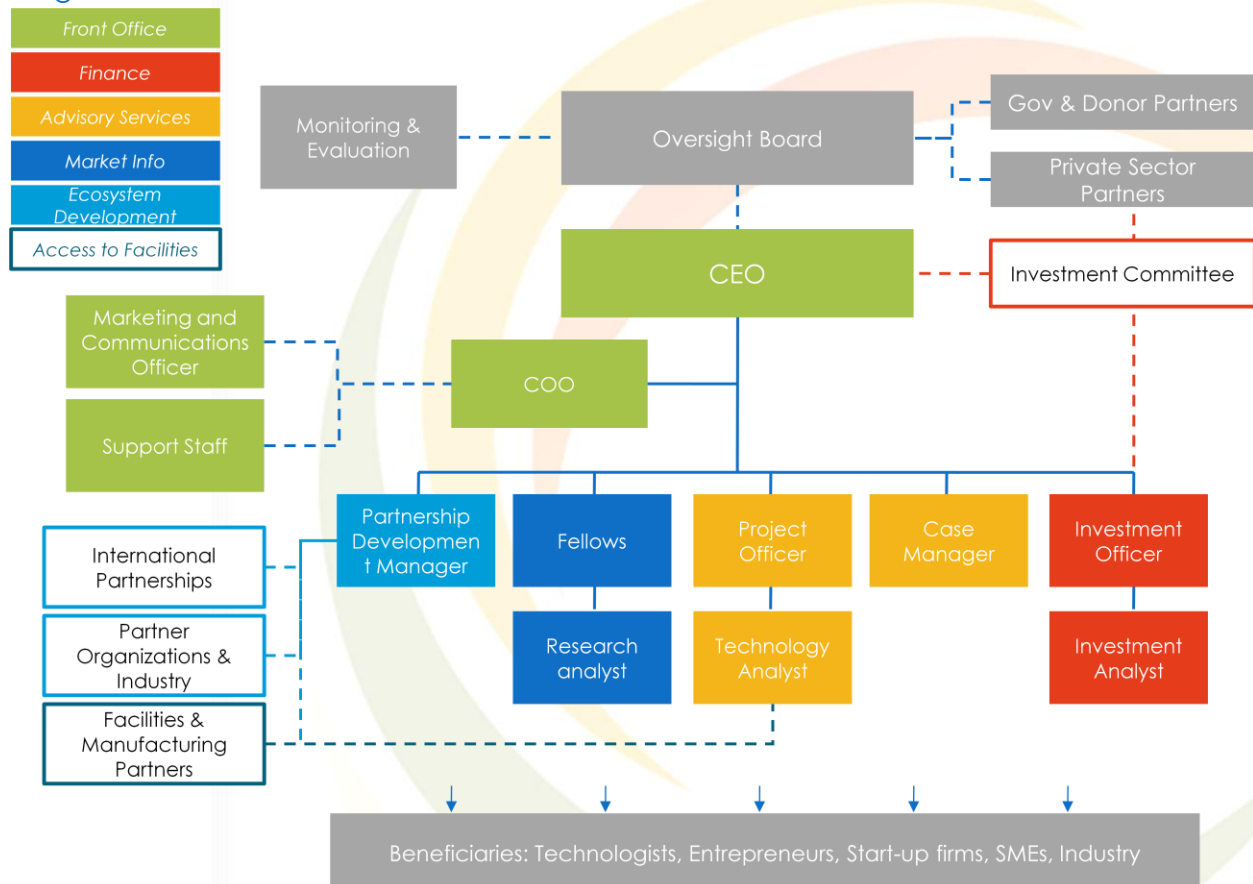 Front Office
Finance
Advisory Services
Market Info
Ecosystem
Development
Access to Facilities
Monitoring &
Evaluation
Oversight Board
Gov & Donor Partners
Private Sector
Partners
CEO
Investment Committee
Marketing and
Communications
Officer
COO
Support Staff
Partnership
Developmen
t Manager
Fellows
Project
Officer
Case
Manager
Investment
Officer
International
Partnerships
Partner
Organizations &
Industry
Research
analyst
Technology
Analyst
Investment
Analyst
Facilities &
Manufacturing
Partners
Beneficiaries: Technologists, Entrepreneurs, Start-up firms, SMEs, Industry